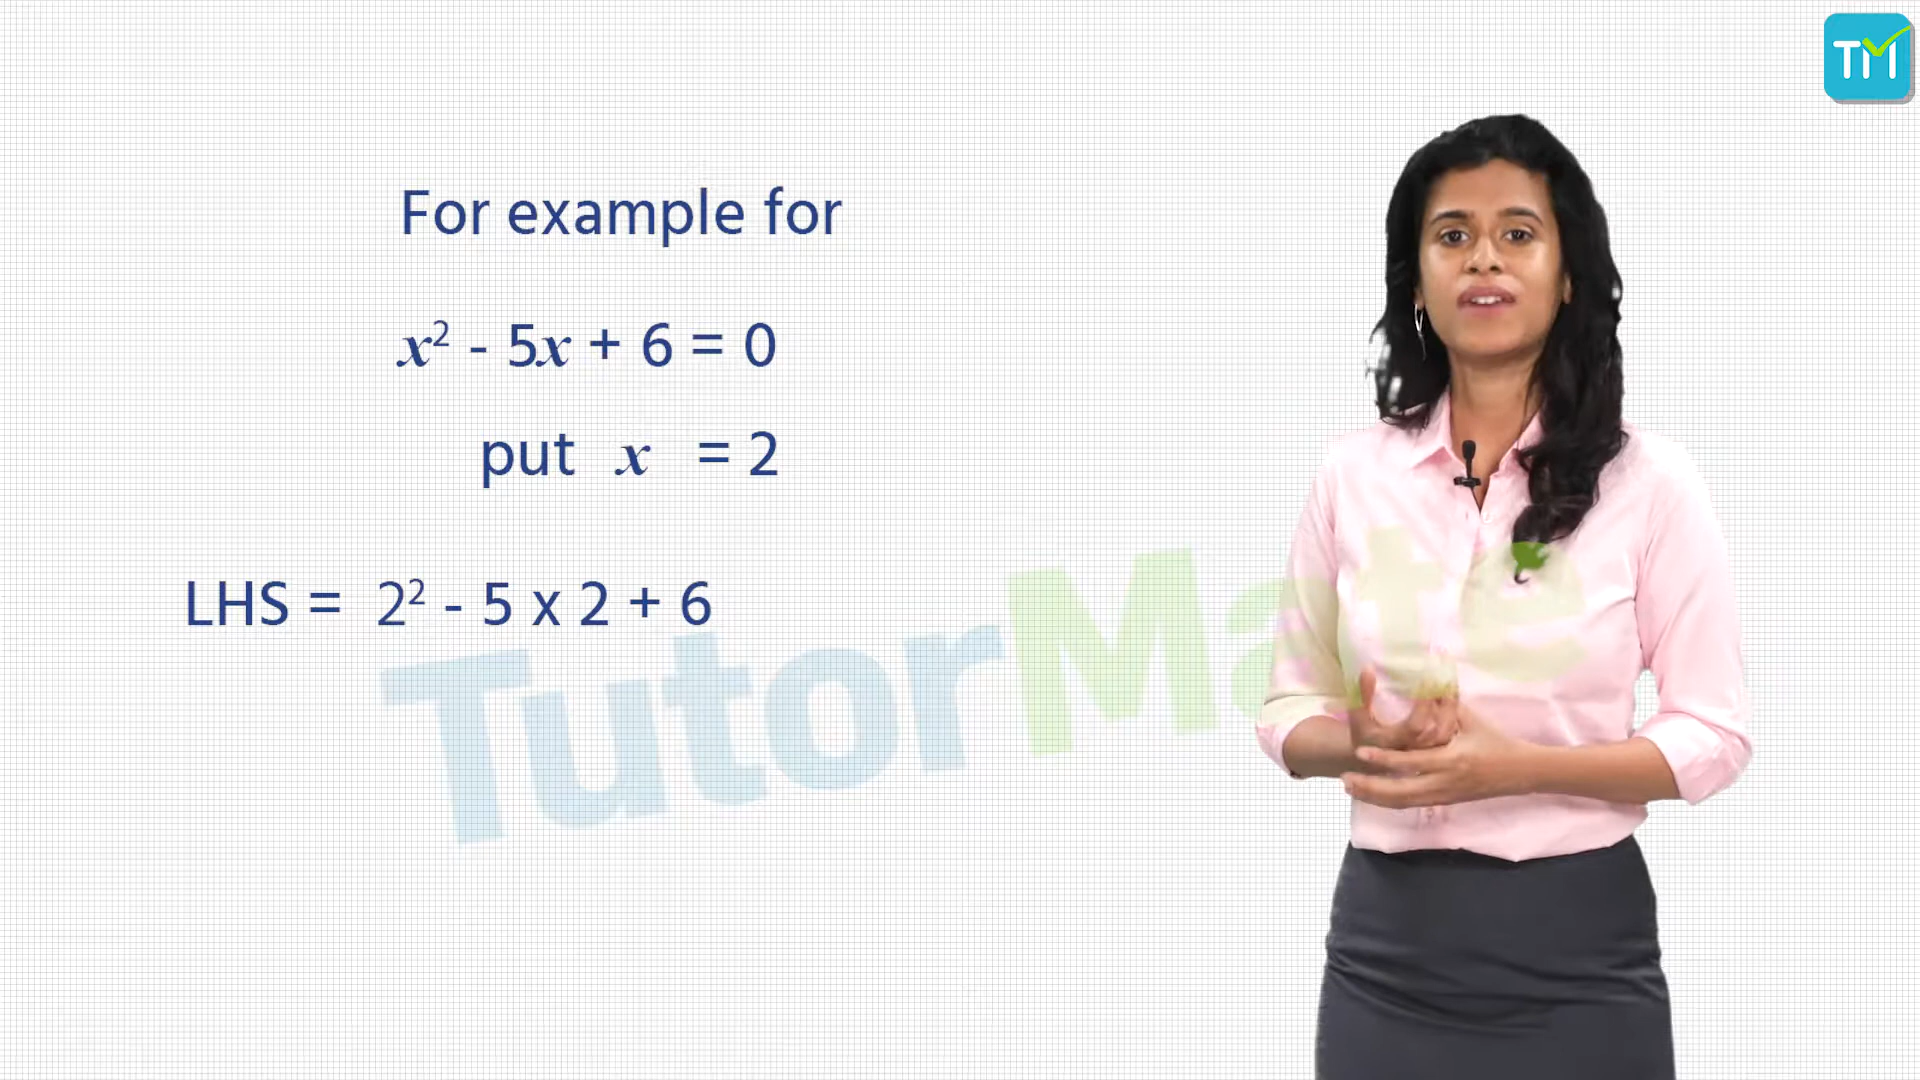 TM
For example for
x² - 5x + 6 = 0
put x = 2
LHS = 2² - 5 x 2 + 6
TutorMate